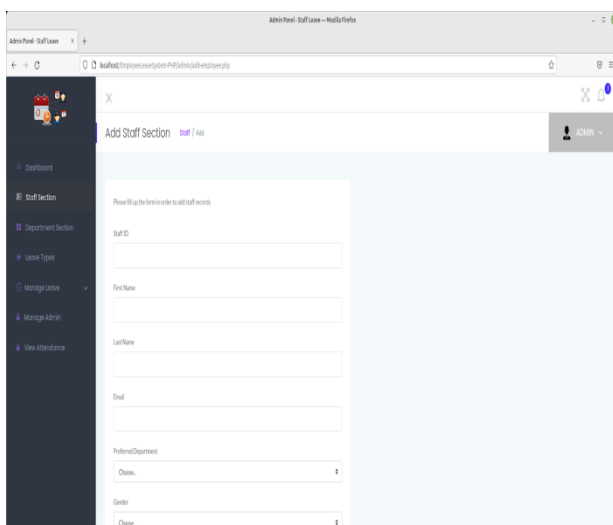 Admin Panel - Staff Leave — Mozilla Firefox
Admin Panel - Staff Leave
localhost/EmployeeLeaveSystem-PHP/admin/add-employee.php
Add Staff Section Staff / Add
ADMIN
Dashboard
Staff Section
Department Section
Leave Types
Manage Leave
Manage Admin
View Attendance
Please fill up the form in order to add staff records
Staff ID
First Name
Last Name
Email
Preferred Department
Choose..
Gender
Choose..